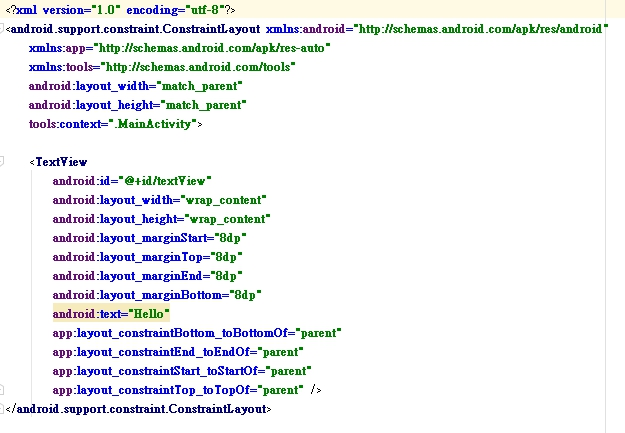 <?xml version="1.0" encoding="utf-8"?>
<android.support.constraint.ConstraintLayout xmlns:android="http://schemas.android.com/apk/res/android"
    xmlns:app="http://schemas.android.com/apk/res-auto"
    xmlns:tools="http://schemas.android.com/tools"
    android:layout_width="match_parent"
    android:layout_height="match_parent"
    tools:context=".MainActivity">

    <TextView
        android:id="@+id/textView"
        android:layout_width="wrap_content"
        android:layout_height="wrap_content"
        android:layout_marginStart="8dp"
        android:layout_marginTop="8dp"
        android:layout_marginEnd="8dp"
        android:layout_marginBottom="8dp"
        android:text="Hello"
        app:layout_constraintBottom_toBottomOf="parent"
        app:layout_constraintEnd_toEndOf="parent"
        app:layout_constraintStart_toStartOf="parent"
        app:layout_constraintTop_toTopOf="parent" />
</android.support.constraint.ConstraintLayout>